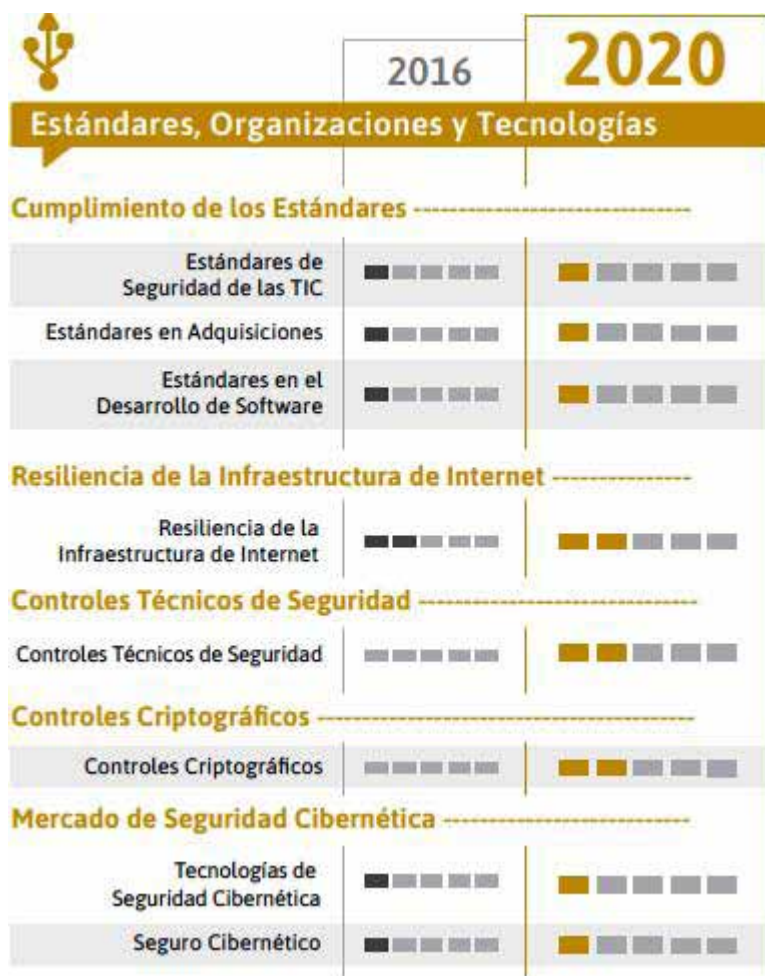 2016
2020
Estándares, Organizaciones y Tecnologías
Cumplimiento de los Estándares
Estándares de
Seguridad de las TIC
Estándares en Adquisiciones
Estándares en el
Desarrollo de Software
Resiliencia de la Infraestructura de Internet
Resiliencia de la
Infraestructura de Internet
Controles Técnicos de Seguridad
Controles Técnicos de Seguridad
Controles Criptográficos
Controles Criptográficos
Mercado de Seguridad Cibernética
Tecnologías de
Seguridad Cibernética
Seguro Cibernético